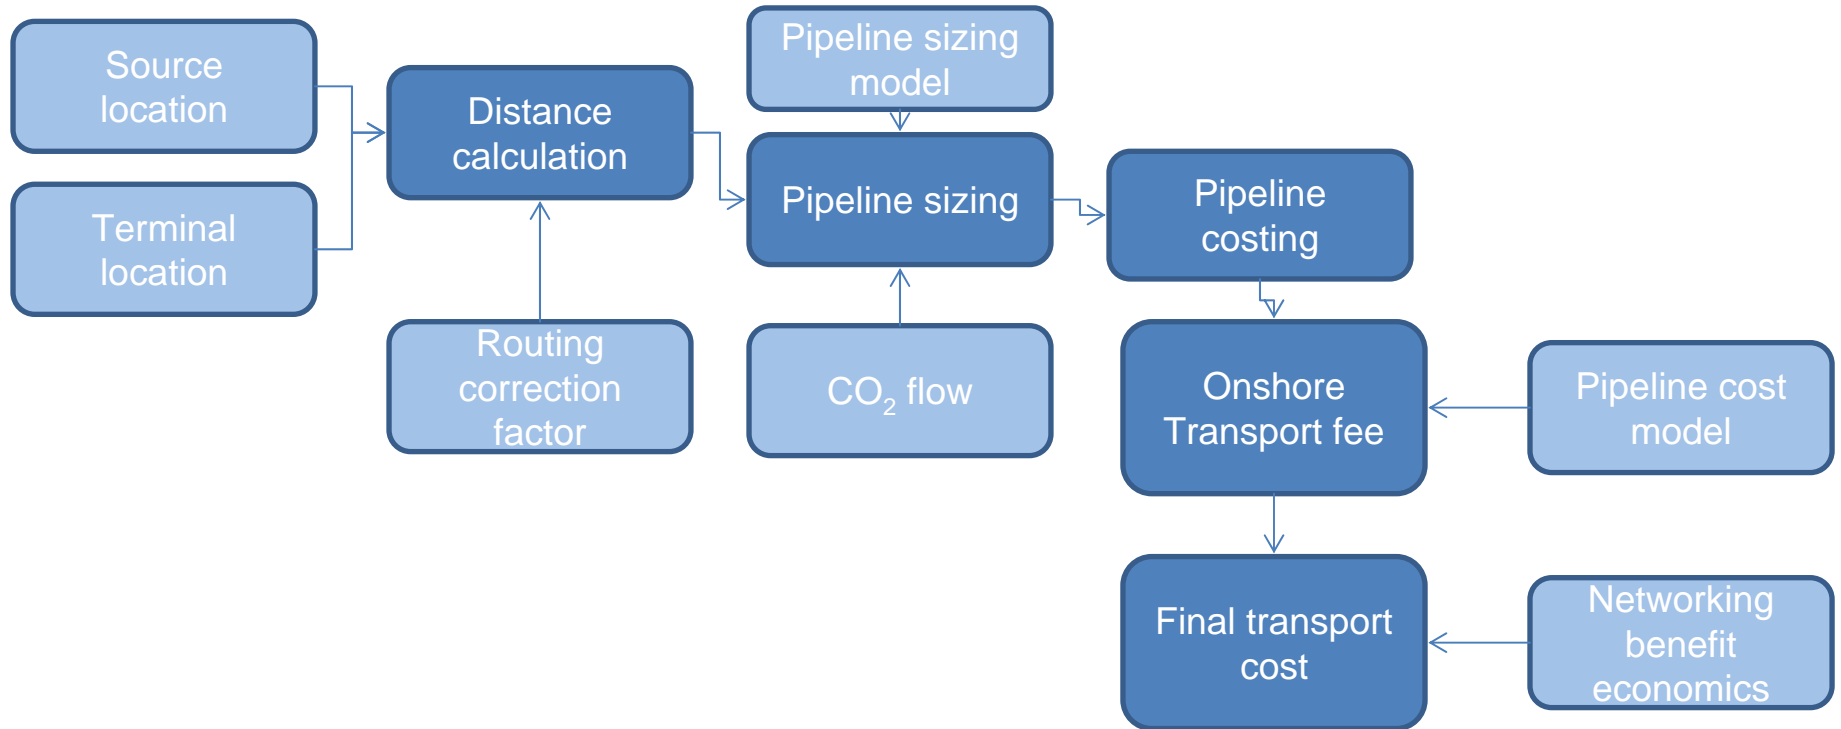 Source
location
Terminal
location
Distance
calculation
Routing
correction
factor
Pipeline sizing
model
Pipeline sizing
CO₂ flow
Pipeline
costing
Onshore
Transport fee
Pipeline cost
model
Final transport
cost
Networking
benefit
economics